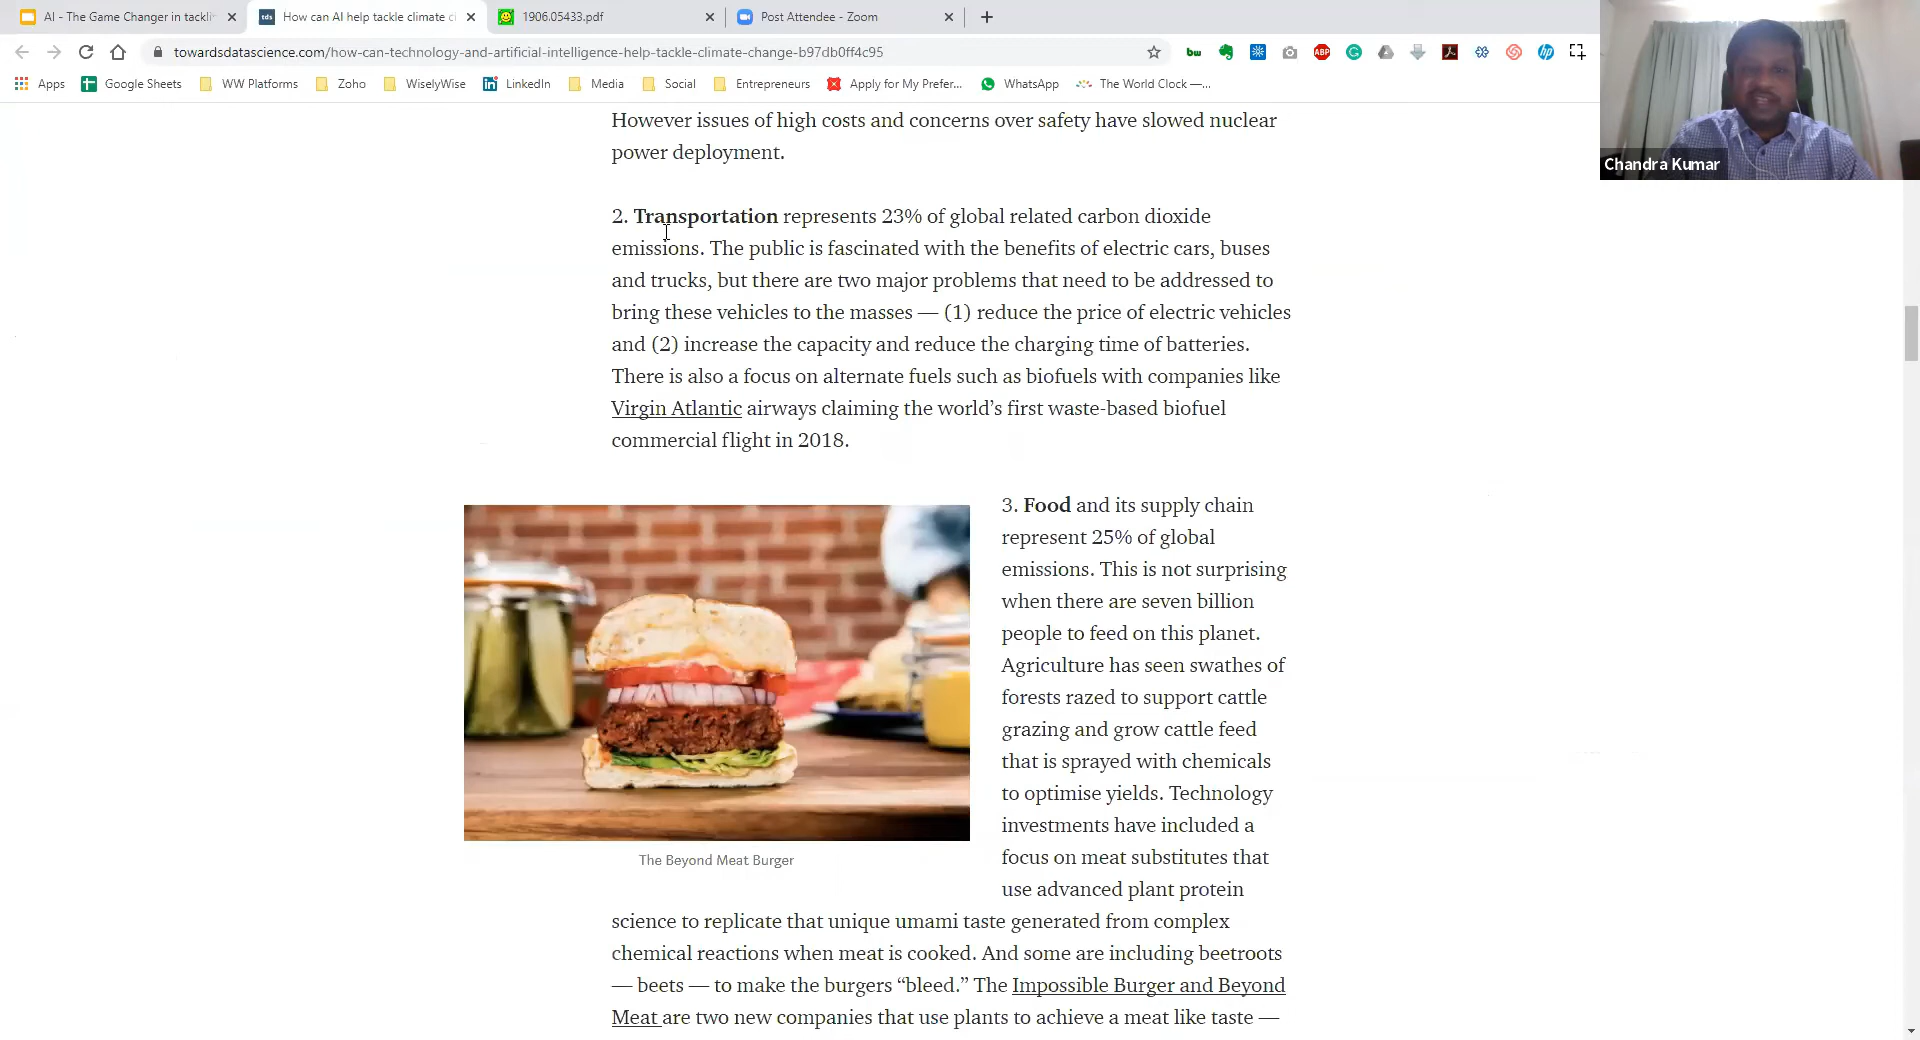 AI - The Game Changer in tackli
How can AI help tackle climate c
1906.05433.pdf
Post Attendee - Zoom
towardsdatascience.com/how-can-technology-and-artificial-intelligence-help-tackle-climate-change-b97db0ff4c95
Apps
Google Sheets
WW Platforms
Zoho
WiselyWise
LinkedIn
Media
Social
Entrepreneurs
Apply for My Prefer...
WhatsApp
The World Clock —...
Chandra Kumar
However issues of high costs and concerns over safety have slowed nuclear
power deployment.
2. Transportation represents 23% of global related carbon dioxide
emissions. The public is fascinated with the benefits of electric cars, buses
and trucks, but there are two major problems that need to be addressed to
bring these vehicles to the masses — (1) reduce the price of electric vehicles
and (2) increase the capacity and reduce the charging time of batteries.
There is also a focus on alternate fuels such as biofuels with companies like
Virgin Atlantic airways claiming the world’s first waste-based biofuel
commercial flight in 2018.
The Beyond Meat Burger
3. Food and its supply chain
represent 25% of global
emissions. This is not surprising
when there are seven billion
people to feed on this planet.
Agriculture has seen swathes of
forests razed to support cattle
grazing and grow cattle feed
that is sprayed with chemicals
to optimise yields. Technology
investments have included a
focus on meat substitutes that
use advanced plant protein
science to replicate that unique umami taste generated from complex
chemical reactions when meat is cooked. And some are including beetroots
— beets — to make the burgers “bleed.” The Impossible Burger and Beyond
Meat are two new companies that use plants to achieve a meat like taste —